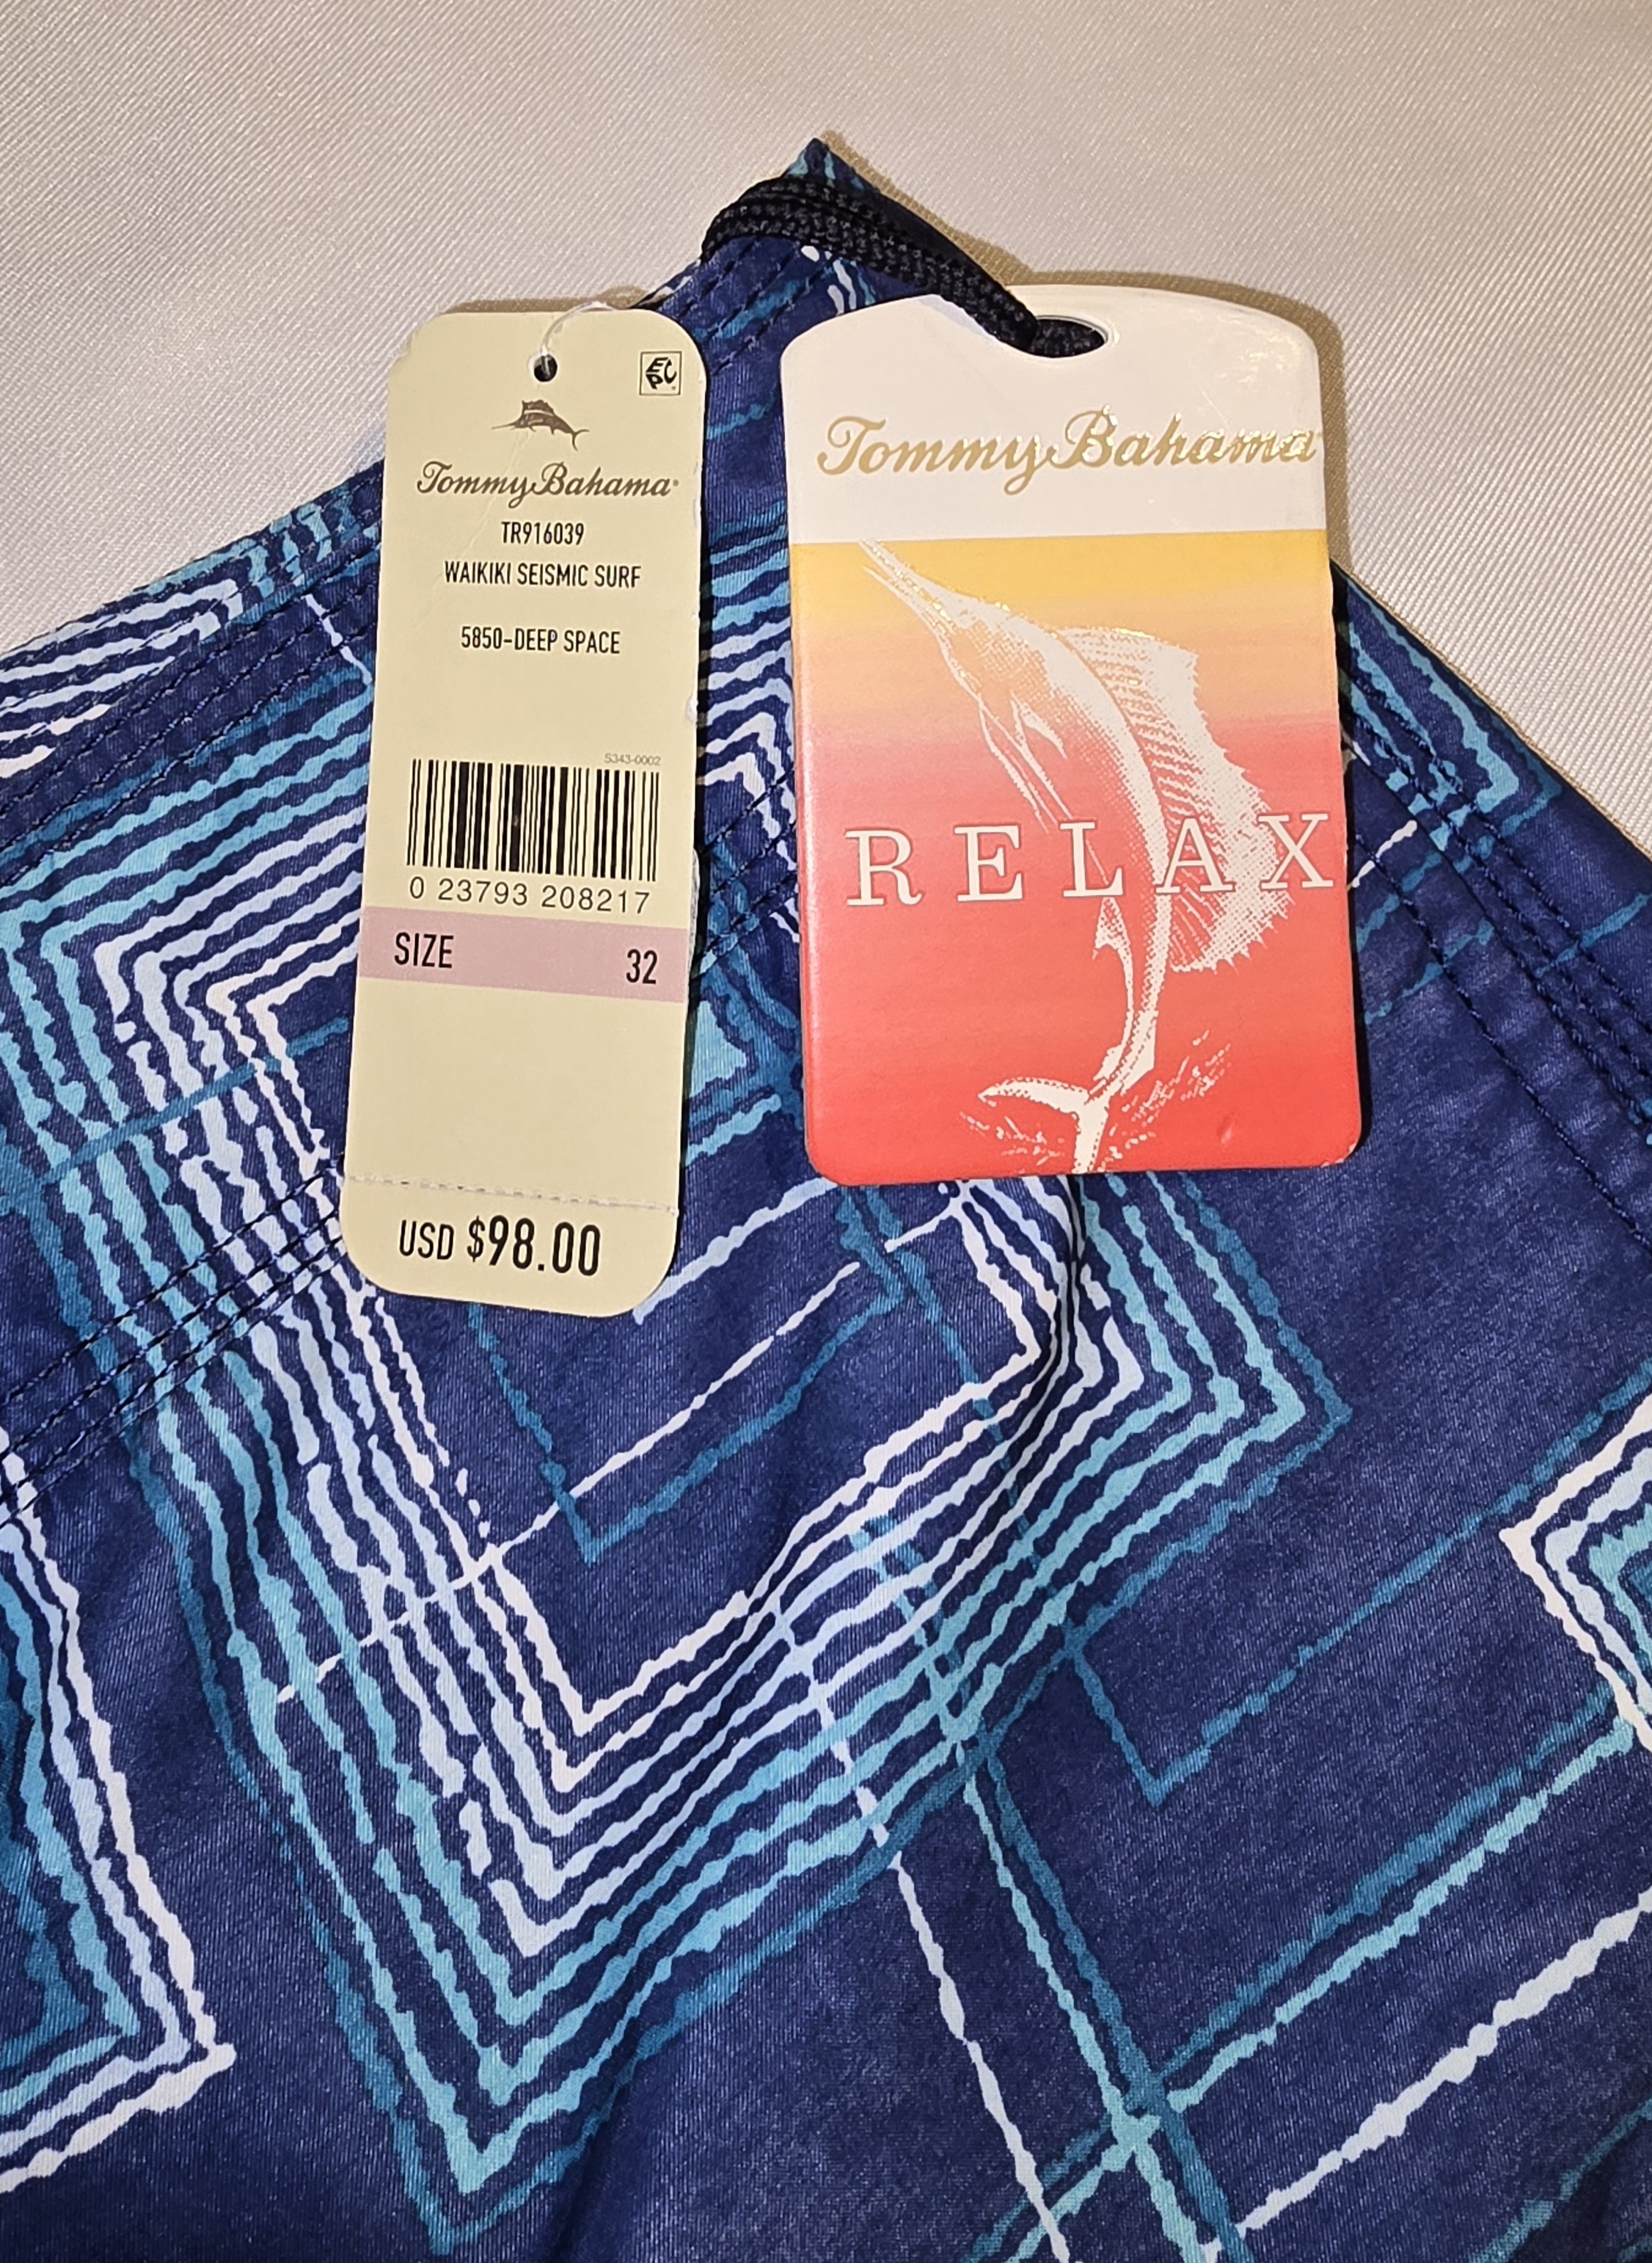 EPC
Tommy Bahama®
TR916039
WAIKIKI SEISMIC SURF
5850-DEEP SPACE
S343-0002
0 23793 208217
SIZE 32
USD $98.00
Tommy Bahama
RELAX